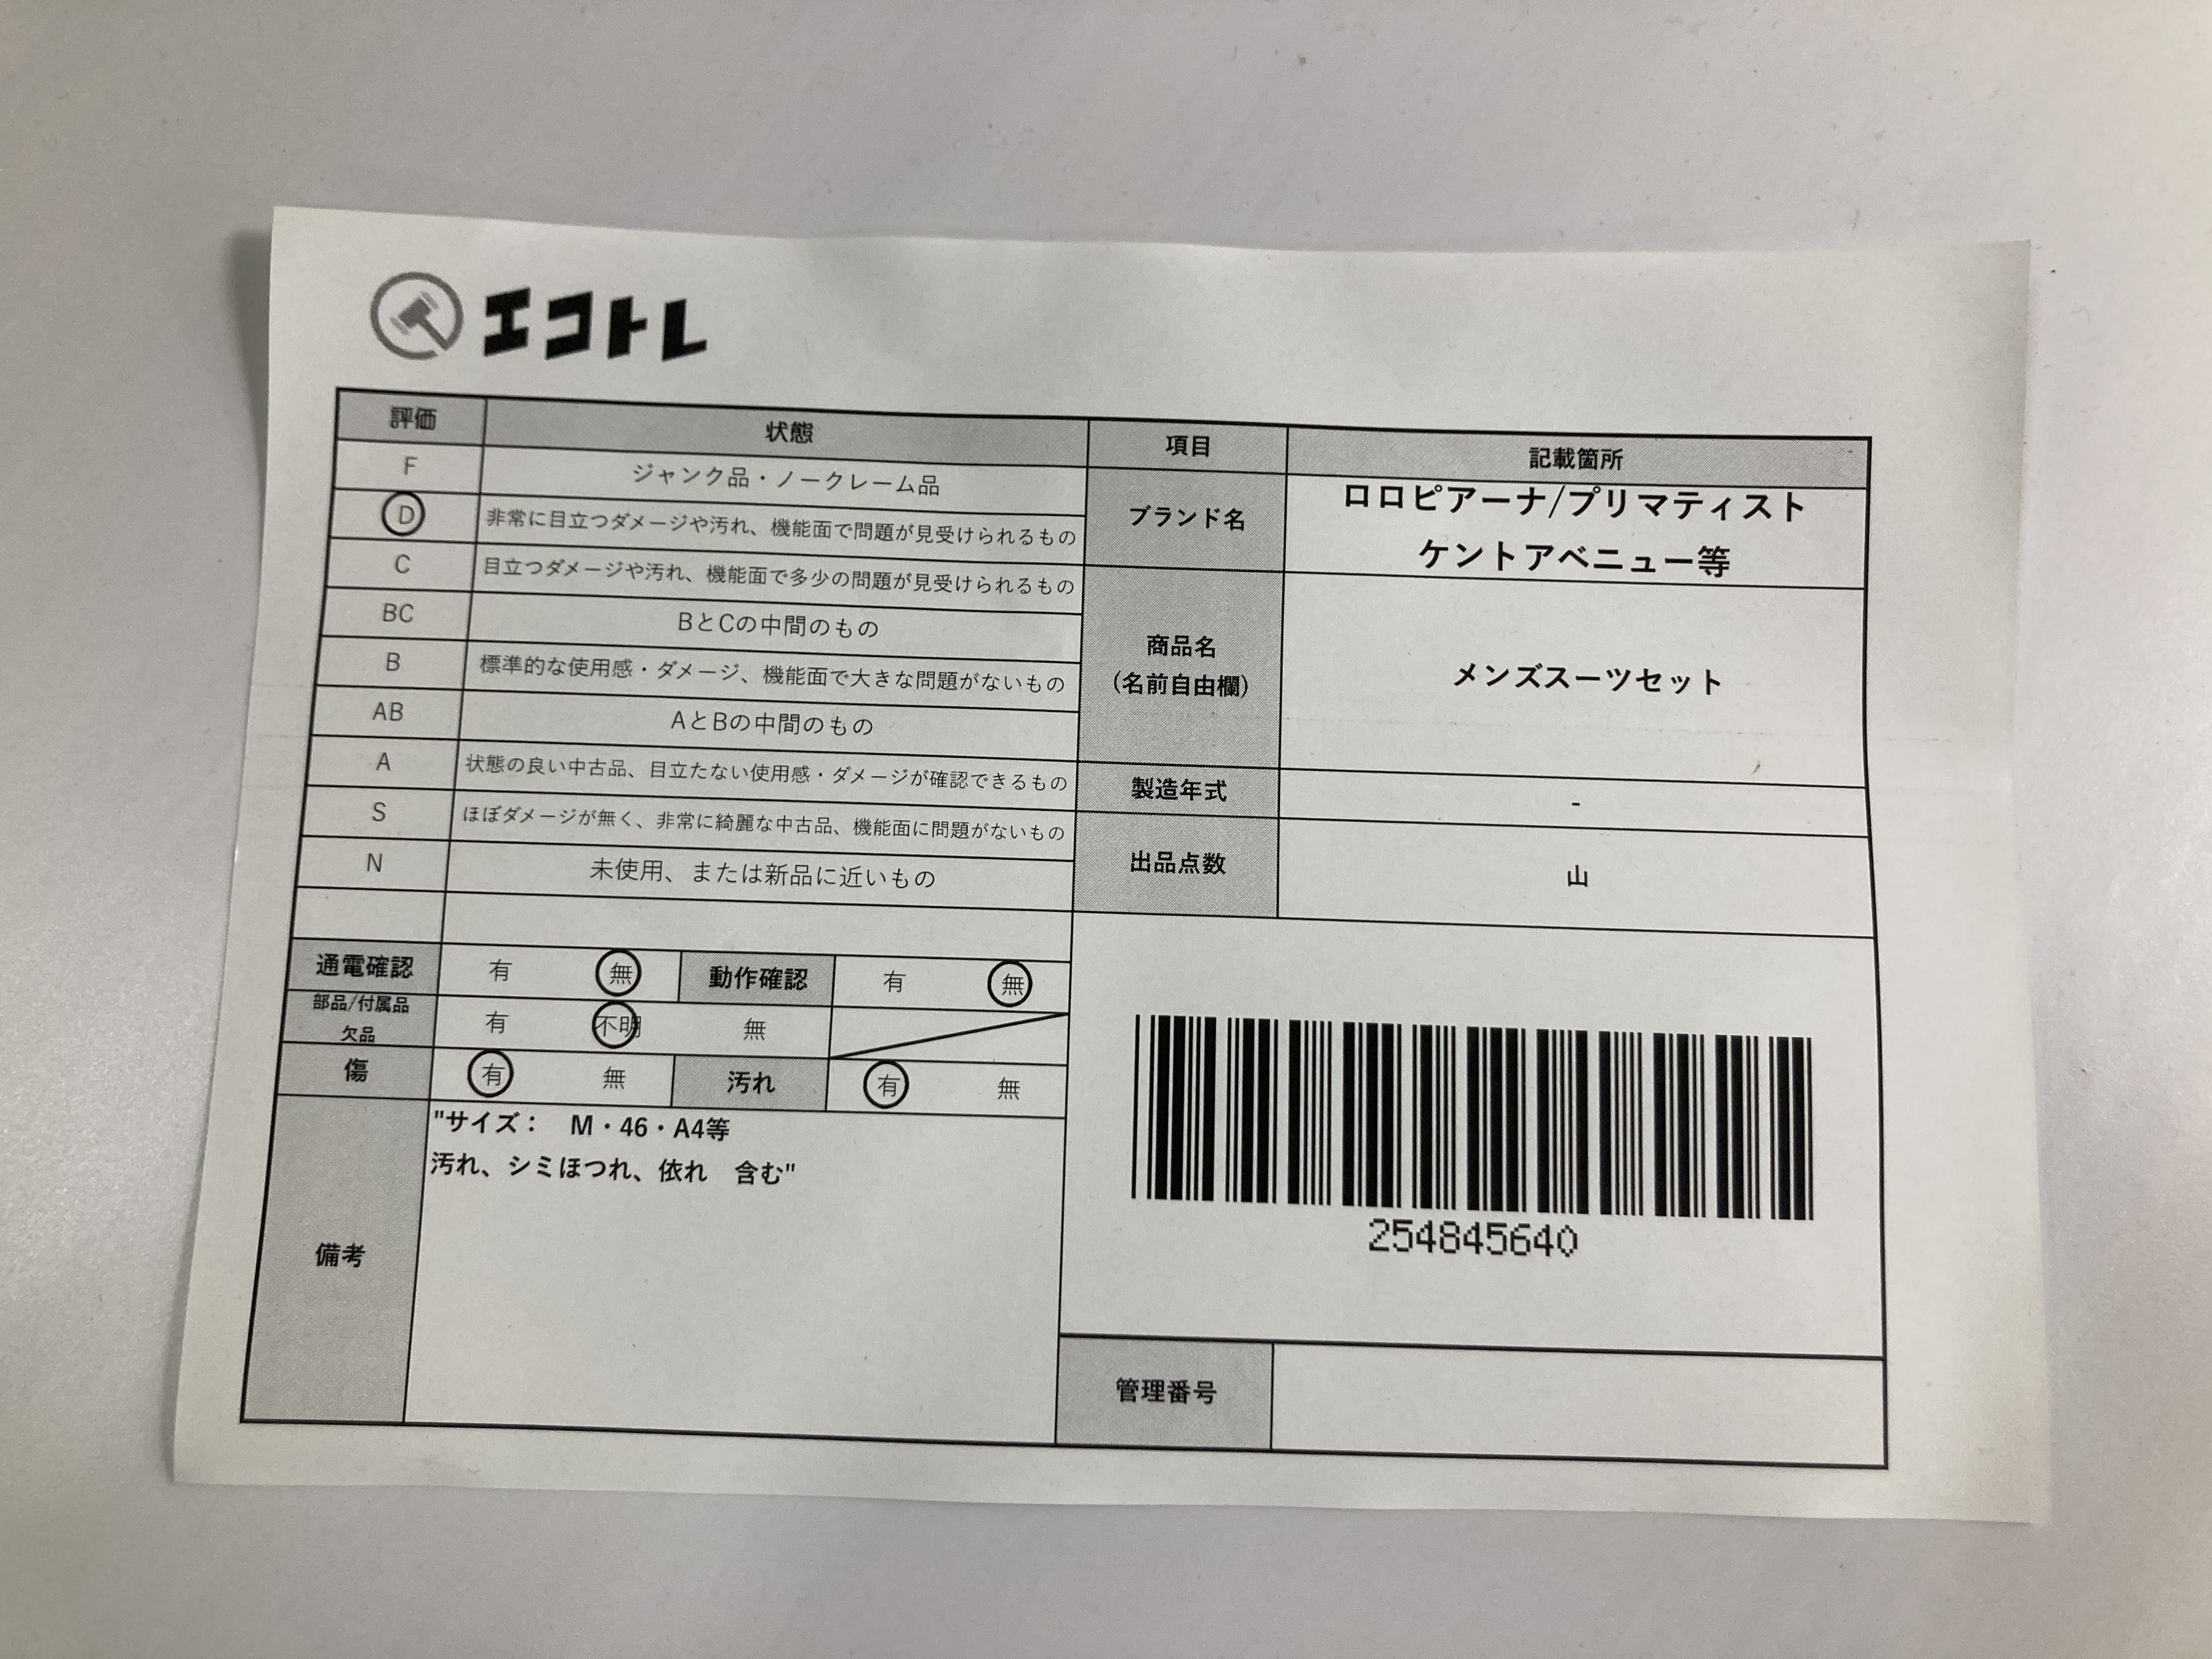 エコトレ
評価 状態
F ジャンク品・ノークレーム品
D 非常に目立つダメージや汚れ、機能面で問題が見受けられるもの
C 目立つダメージや汚れ、機能面で多少の問題が見受けられるもの
BC BとCの中間のもの
B 標準的な使用感・ダメージ、機能面で大きな問題がないもの
AB AとBの中間のもの
A 状態の良い中古品、目立たない使用感・ダメージが確認できるもの
S ほぼダメージが無く、非常に綺麗な中古品、機能面に問題がないもの
N 未使用、または新品に近いもの
通電確認 有 無 動作確認 有 無
部品/付属品
欠品 有 不明 無
傷 有 無 汚れ 有 無
備考
"サイズ： M・46・A4等
汚れ、シミほつれ、依れ 含む"
項目 記載箇所
ブランド名
ロロピアーナ/プリマティスト
ケントアベニュー等
商品名
(名前自由欄)
メンズスーツセット
製造年式 -
出品点数 山
254845640
管理番号